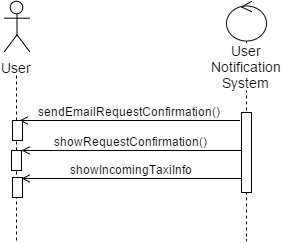 User
User
Notification
System
sendEmailRequestConfirmation()
showRequestConfirmation()
showIncomingTaxiInfo